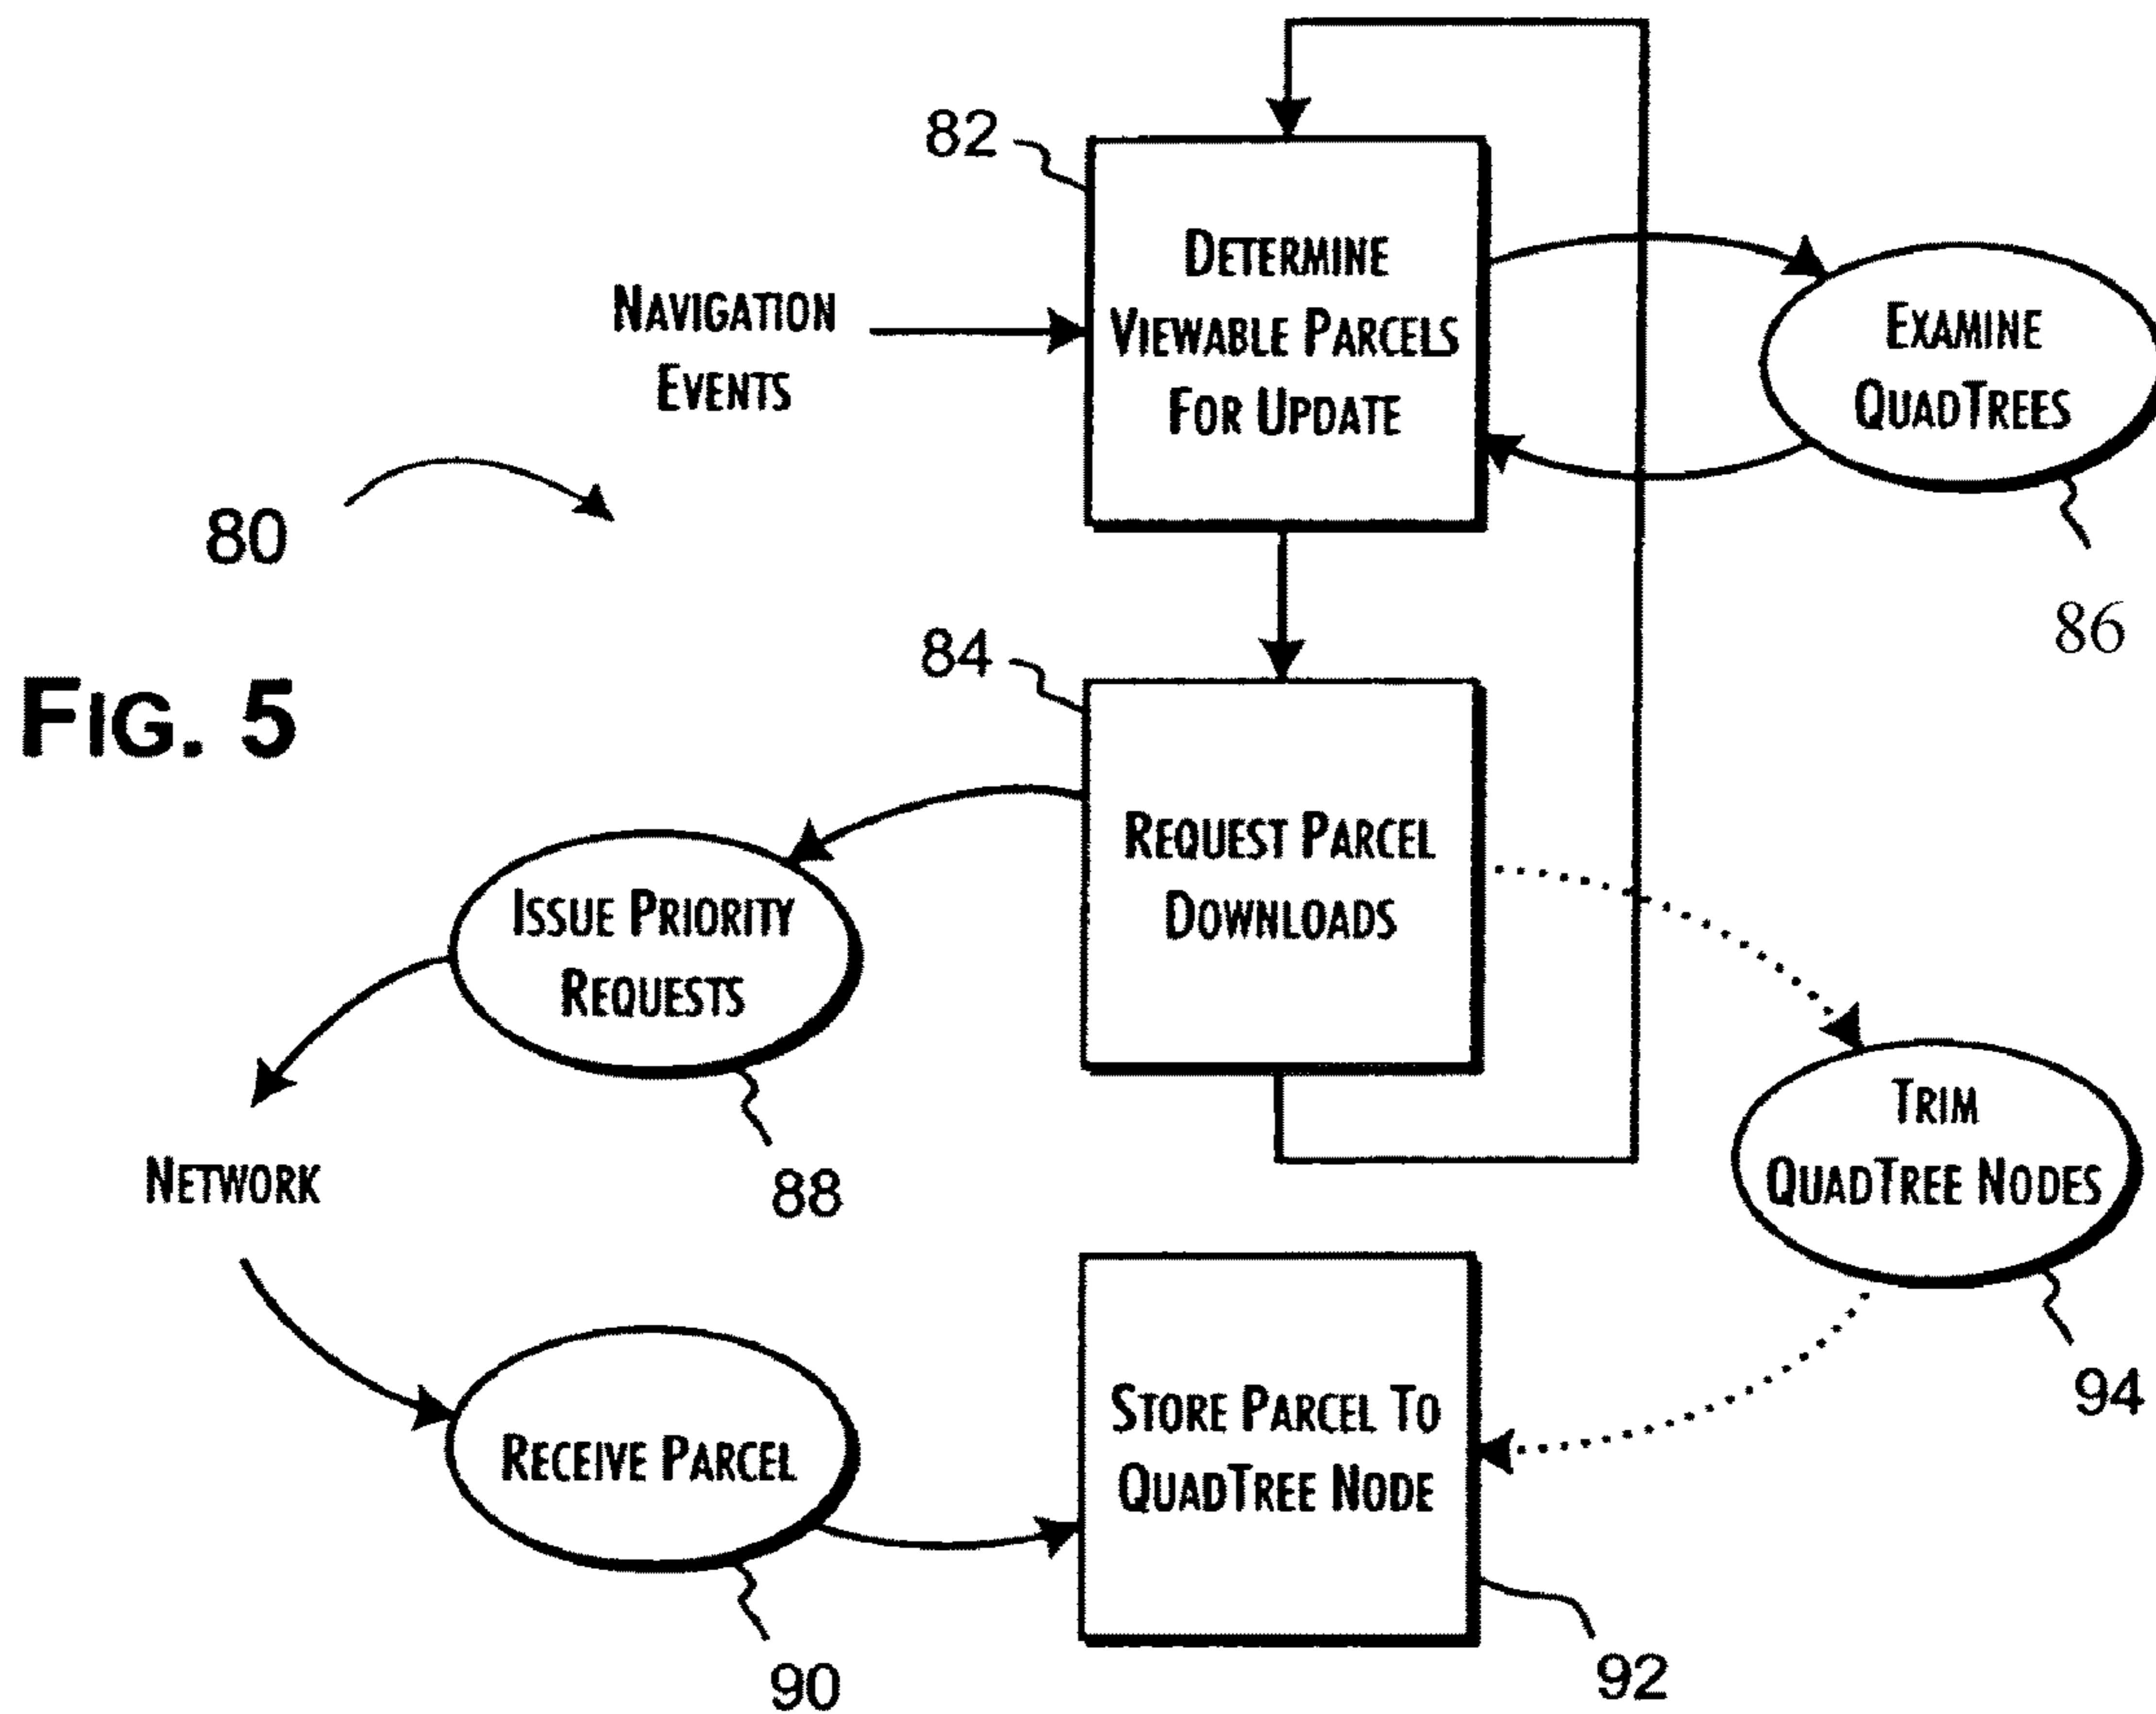 82
DETERMINE
VIEWABLE PARCELS
FOR UPDATE
NAVIGATION
EVENTS
EXAMINE
QUADTREES
80
86
84
FIG. 5
REQUEST PARCEL
DOWNLOADS
ISSUE PRIORITY
REQUESTS
TRIM
QUADTREE NODES
NETWORK
88
94
STORE PARCEL TO
QUADTREE NODE
RECEIVE PARCEL
92
90